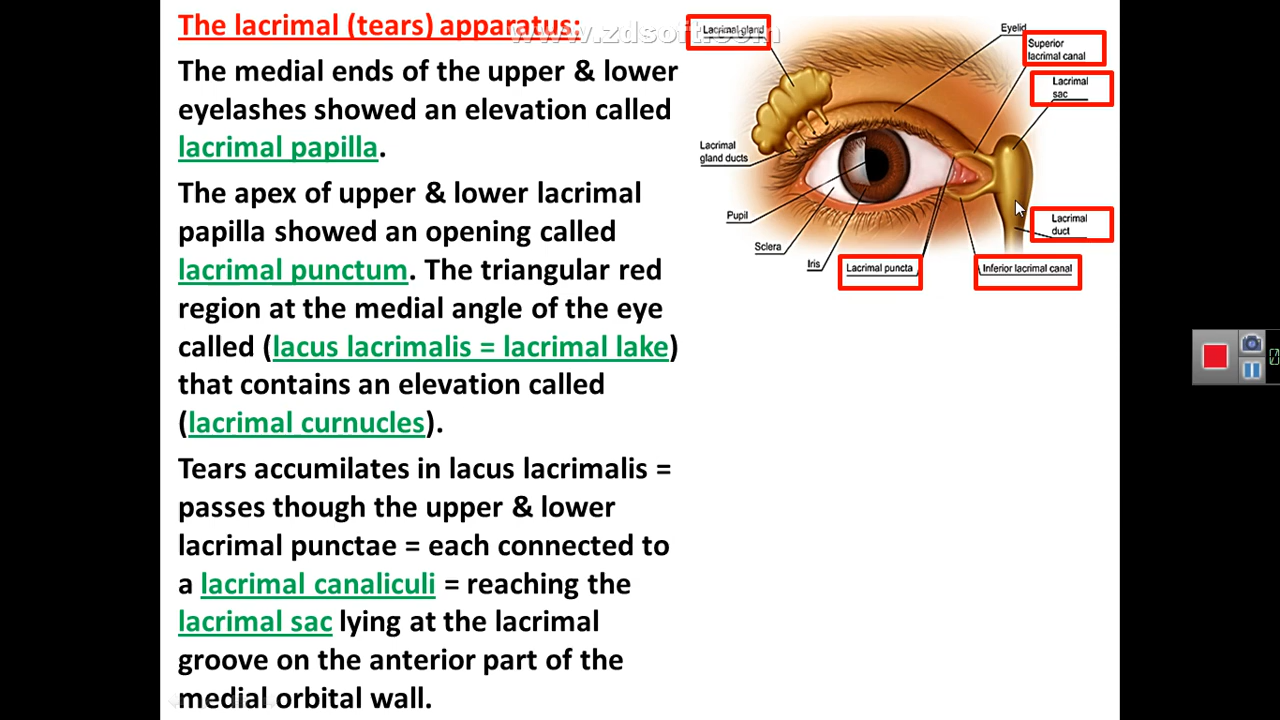 The lacrimal (tears) apparatus:
www.zdsoft.com
The medial ends of the upper & lower
eyelashes showed an elevation called
lacrimal papilla.
The apex of upper & lower lacrimal
papilla showed an opening called
lacrimal punctum. The triangular red
region at the medial angle of the eye
called (lacus lacrimalis = lacrimal lake)
that contains an elevation called
(lacrimal curnucles).
Tears accumilates in lacus lacrimalis =
passes though the upper & lower
lacrimal punctae = each connected to
a lacrimal canaliculi = reaching the
lacrimal sac lying at the lacrimal
groove on the anterior part of the
medial orbital wall.
Lacrimal gland
Eyelid
Superior
lacrimal canal
Lacrimal
sac
Lacrimal
gland ducts
Pupil
Sclera
Iris
Lacrimal puncta
Inferior lacrimal canal
Lacrimal
duct